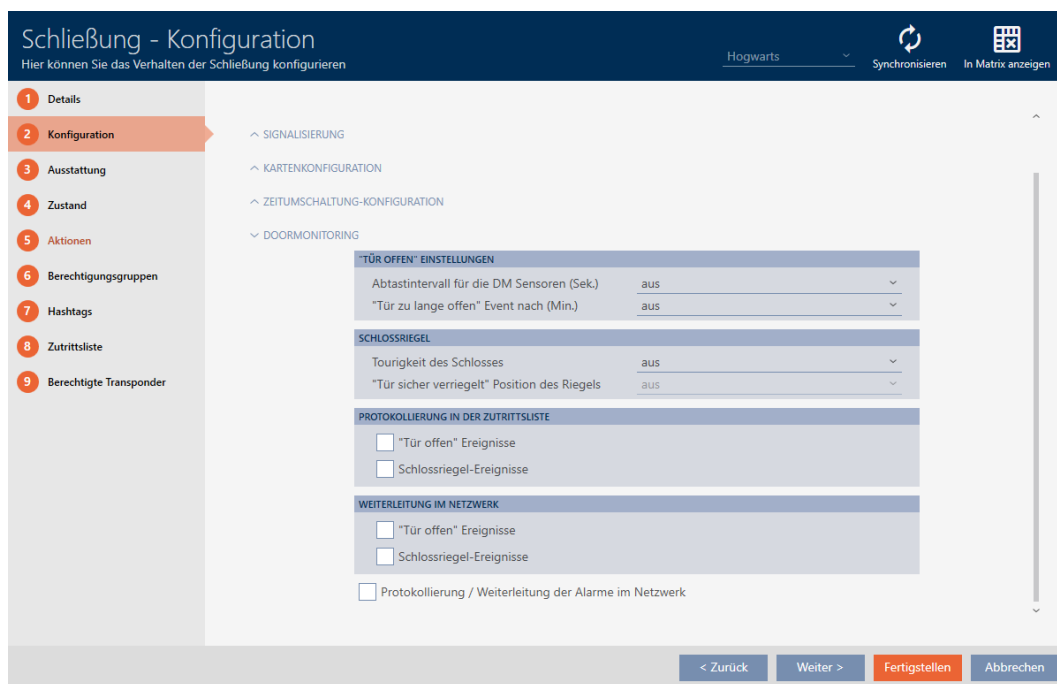 Schließung - Konfiguration
Hier können Sie das Verhalten der Schließung konfigurieren
Hogwarts
Synchronisieren
In Matrix anzeigen
1 Details
2 Konfiguration
3 Ausstattung
4 Zustand
5 Aktionen
6 Berechtigungsgruppen
7 Hashtags
8 Zutrittsliste
9 Berechtigte Transponder
SIGNALISIERUNG
KARTENKONFIGURATION
ZEITUMSCHALTUNG-KONFIGURATION
DOORMONITORING
"TÜR OFFEN" EINSTELLUNGEN
Abtastintervall für die DM Sensoren (Sek.) aus
"Tür zu lange offen" Event nach (Min.) aus
SCHLOSSRIEGEL
Tourigkeit des Schlosses aus
"Tür sicher verriegelt" Position des Riegels aus
PROTOKOLLIERUNG IN DER ZUTRITTSLISTE
"Tür offen" Ereignisse
Schlossriegel-Ereignisse
WEITERLEITUNG IM NETZWERK
"Tür offen" Ereignisse
Schlossriegel-Ereignisse
Protokollierung / Weiterleitung der Alarme im Netzwerk
< Zurück
Weiter >
Fertigstellen
Abbrechen